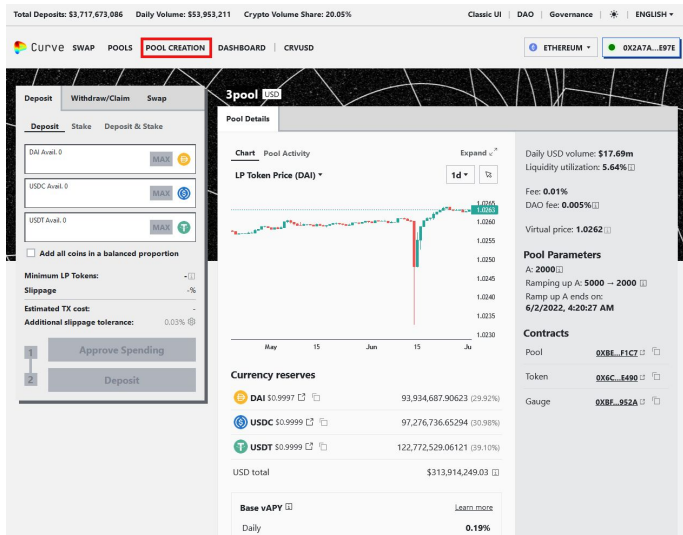 Total Deposits: $3,717,673,086 Daily Volume: $53,953,211 Crypto Volume Share: 20.05% Classic UI DAO Governance ENGLISH
Curve SWAP POOLS POOL CREATION DASHBOARD CRVUSD ETHEREUM 0X2A7A...E97E
Deposit Withdraw/Claim Swap
Deposit Stake Deposit & Stake
DAI Avail. 0
MAX
USDC Avail. 0
MAX
USDT Avail. 0
MAX
Add all coins in a balanced proportion
Minimum LP Tokens: -
Slippage -%
Estimated TX cost: -
Additional slippage tolerance: 0.03%
1 Approve Spending
2 Deposit
3pool USD
Pool Details
Chart Pool Activity Expand
LP Token Price (DAI) 1d
1.0265
1.0263
1.0260
1.0255
1.0250
1.0245
1.0240
1.0235
1.0230
May 15 Jun 15 Ju
Currency reserves
DAI $0.9997 93,934,687.90623 (29.92%)
USDC $0.9999 97,276,736.65294 (30.98%)
USDT $0.9999 122,772,529.06121 (39.10%)
USD total $313,914,249.03
Base vAPY Learn more
Daily 0.19%
Daily USD volume: $17.69m
Liquidity utilization: 5.64%
Fee: 0.01%
DAO fee: 0.005%
Virtual price: 1.0262
Pool Parameters
A: 2000
Ramping up A: 5000 → 2000
Ramp up A ends on:
6/2/2022, 4:20:27 AM
Contracts
Pool 0XBE...F1C7
Token 0X6C...E490
Gauge 0XBF...952A